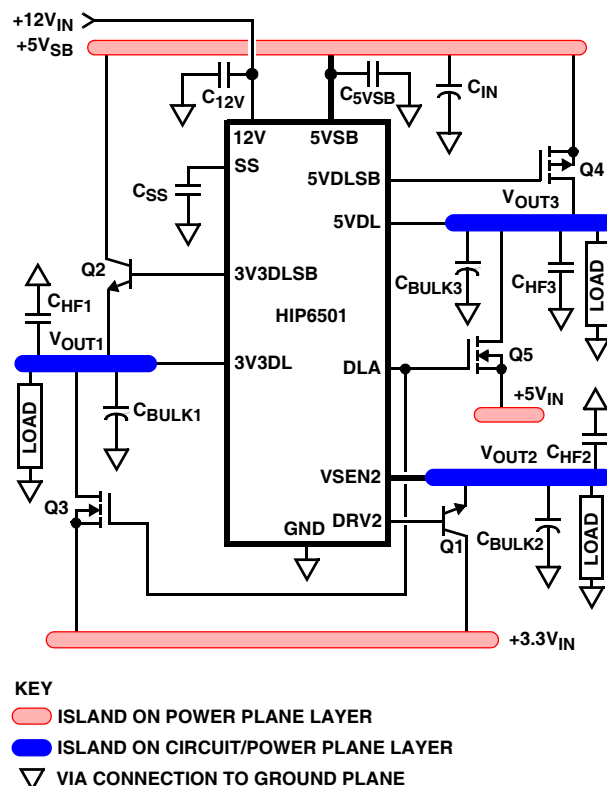 +12VIN
+5VSB
C12V
C5VSB
CIN
12V
5VSB
SS
5VDLSB
Q4
CSS
VOUT3
5VDL
Q2
3V3DLSB
CBULK3
CHF3
LOAD
CHF1
HIP6501
VOUT1
3V3DL
DLA
Q5
CBULK1
+5VIN
LOAD
VSEN2
VOUT2
CHF2
Q3
DRV2
GND
Q1
CBULK2
LOAD
+3.3VIN
KEY
ISLAND ON POWER PLANE LAYER
ISLAND ON CIRCUIT/POWER PLANE LAYER
VIA CONNECTION TO GROUND PLANE